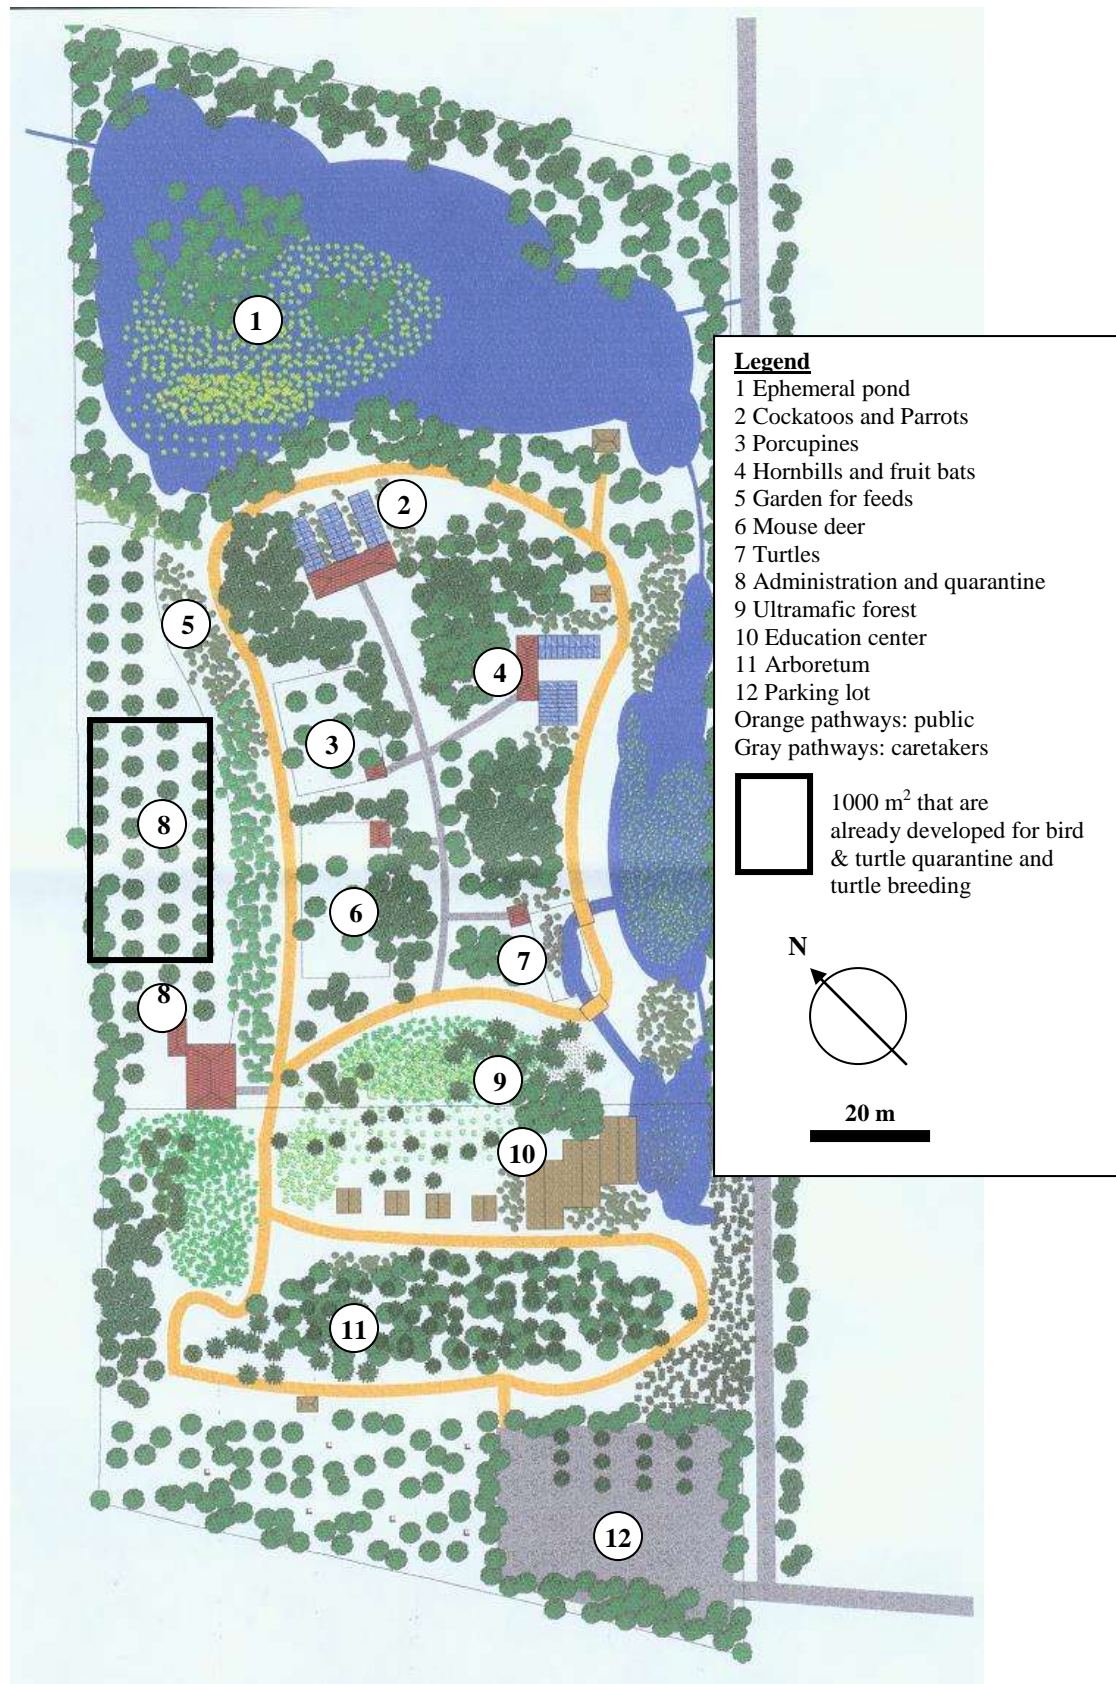 1
2
3
4
5
6
7
8
8
9
10
11
12
Legend
1 Ephemeral pond
2 Cockatoos and Parrots
3 Porcupines
4 Hornbills and fruit bats
5 Garden for feeds
6 Mouse deer
7 Turtles
8 Administration and quarantine
9 Ultramafic forest
10 Education center
11 Arboretum
12 Parking lot
Orange pathways: public
Gray pathways: caretakers
1000 m² that are
already developed for bird
& turtle quarantine and
turtle breeding
N
20 m